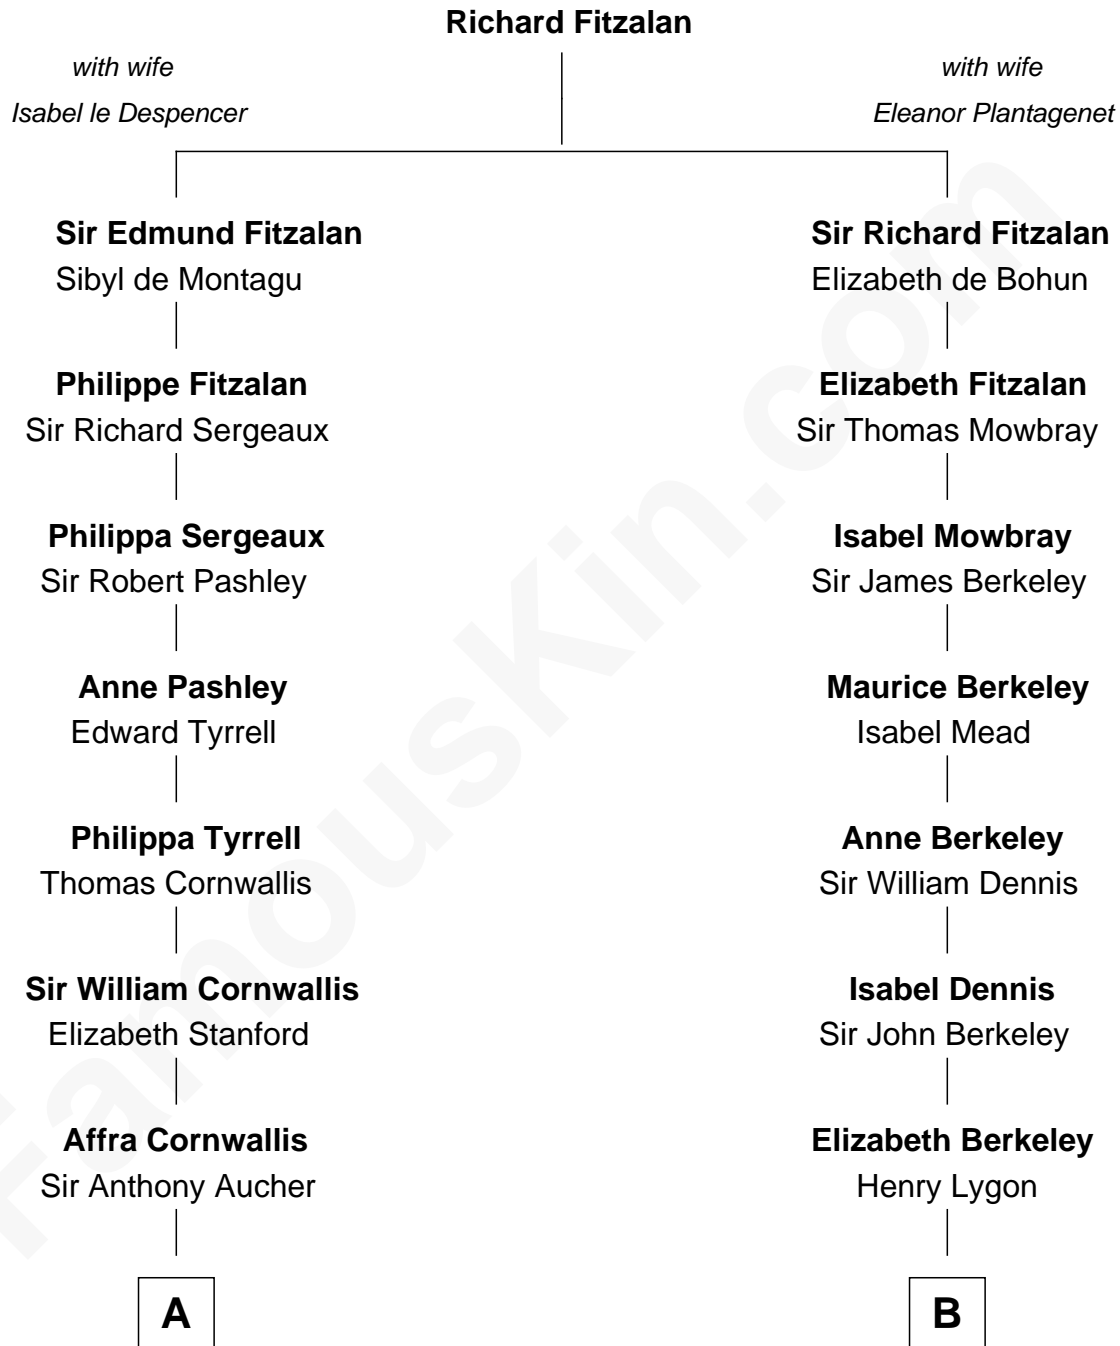 Richard Fitzalan
with wife
Isabel le Despencer
with wife
Eleanor Plantagenet
Sir Edmund Fitzalan
Sibyl de Montagu
Sir Richard Fitzalan
Elizabeth de Bohun
Philippe Fitzalan
Sir Richard Sergeaux
Elizabeth Fitzalan
Sir Thomas Mowbray
Philippa Sergeaux
Sir Robert Pashley
Isabel Mowbray
Sir James Berkeley
Anne Pashley
Edward Tyrrell
Maurice Berkeley
Isabel Mead
Philippa Tyrrell
Thomas Cornwallis
Anne Berkeley
Sir William Dennis
Sir William Cornwallis
Elizabeth Stanford
Isabel Dennis
Sir John Berkeley
Affra Cornwallis
Sir Anthony Aucher
Elizabeth Berkeley
Henry Lygon
A
B
FamousKin.com